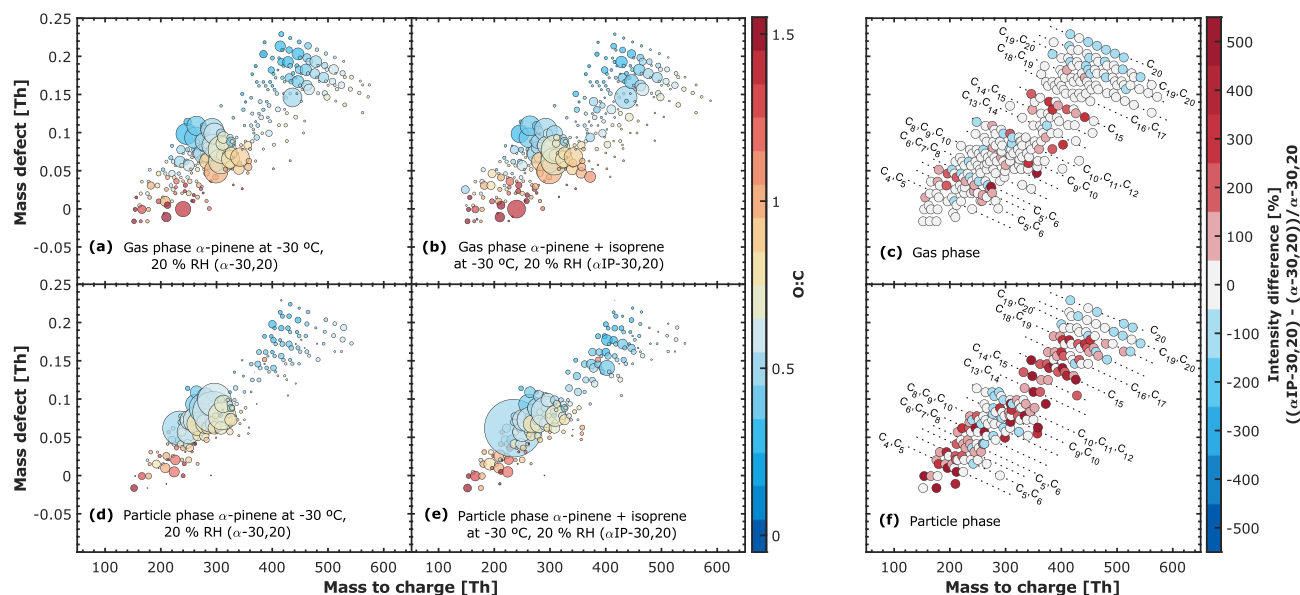 Mass defect [Th]
0.25
0.2
0.15
0.1
0.05
0
-0.05
(a) Gas phase α-pinene at -30 ºC,
20 % RH (α-30,20)
(b) Gas phase α-pinene + isoprene
at -30 ºC, 20 % RH (αIP-30,20)
Mass defect [Th]
0.25
0.2
0.15
0.1
0.05
0
-0.05
(d) Particle phase α-pinene at -30 ºC,
20 % RH (α-30,20)
(e) Particle phase α-pinene + isoprene
at -30 ºC, 20 % RH (αIP-30,20)
100 200 300 400 500 600
100 200 300 400 500 600
Mass to charge [Th]
1.5
1
0.5
0
O:C
C19,C20
C18,C19
C14,C15
C13,C14
C8,C9,C10
C6,C7,C8
C4,C5
C20
C19,C20
C16,C17
C15
C10,C11,C12
C9,C10
C5,C6
C5,C6
(c) Gas phase
C19,C20
C18,C19
C14,C15
C13,C14
C8,C9,C10
C6,C7,C8
C4,C5
C20
C19,C20
C16,C17
C15
C10,C11,C12
C9,C10
C5,C6
C5,C6
(f) Particle phase
100 200 300 400 500 600
Mass to charge [Th]
500
400
300
200
100
0
-100
-200
-300
-400
-500
Intensity difference [%]
((αIP-30,20) - (α-30,20))/α-30,20